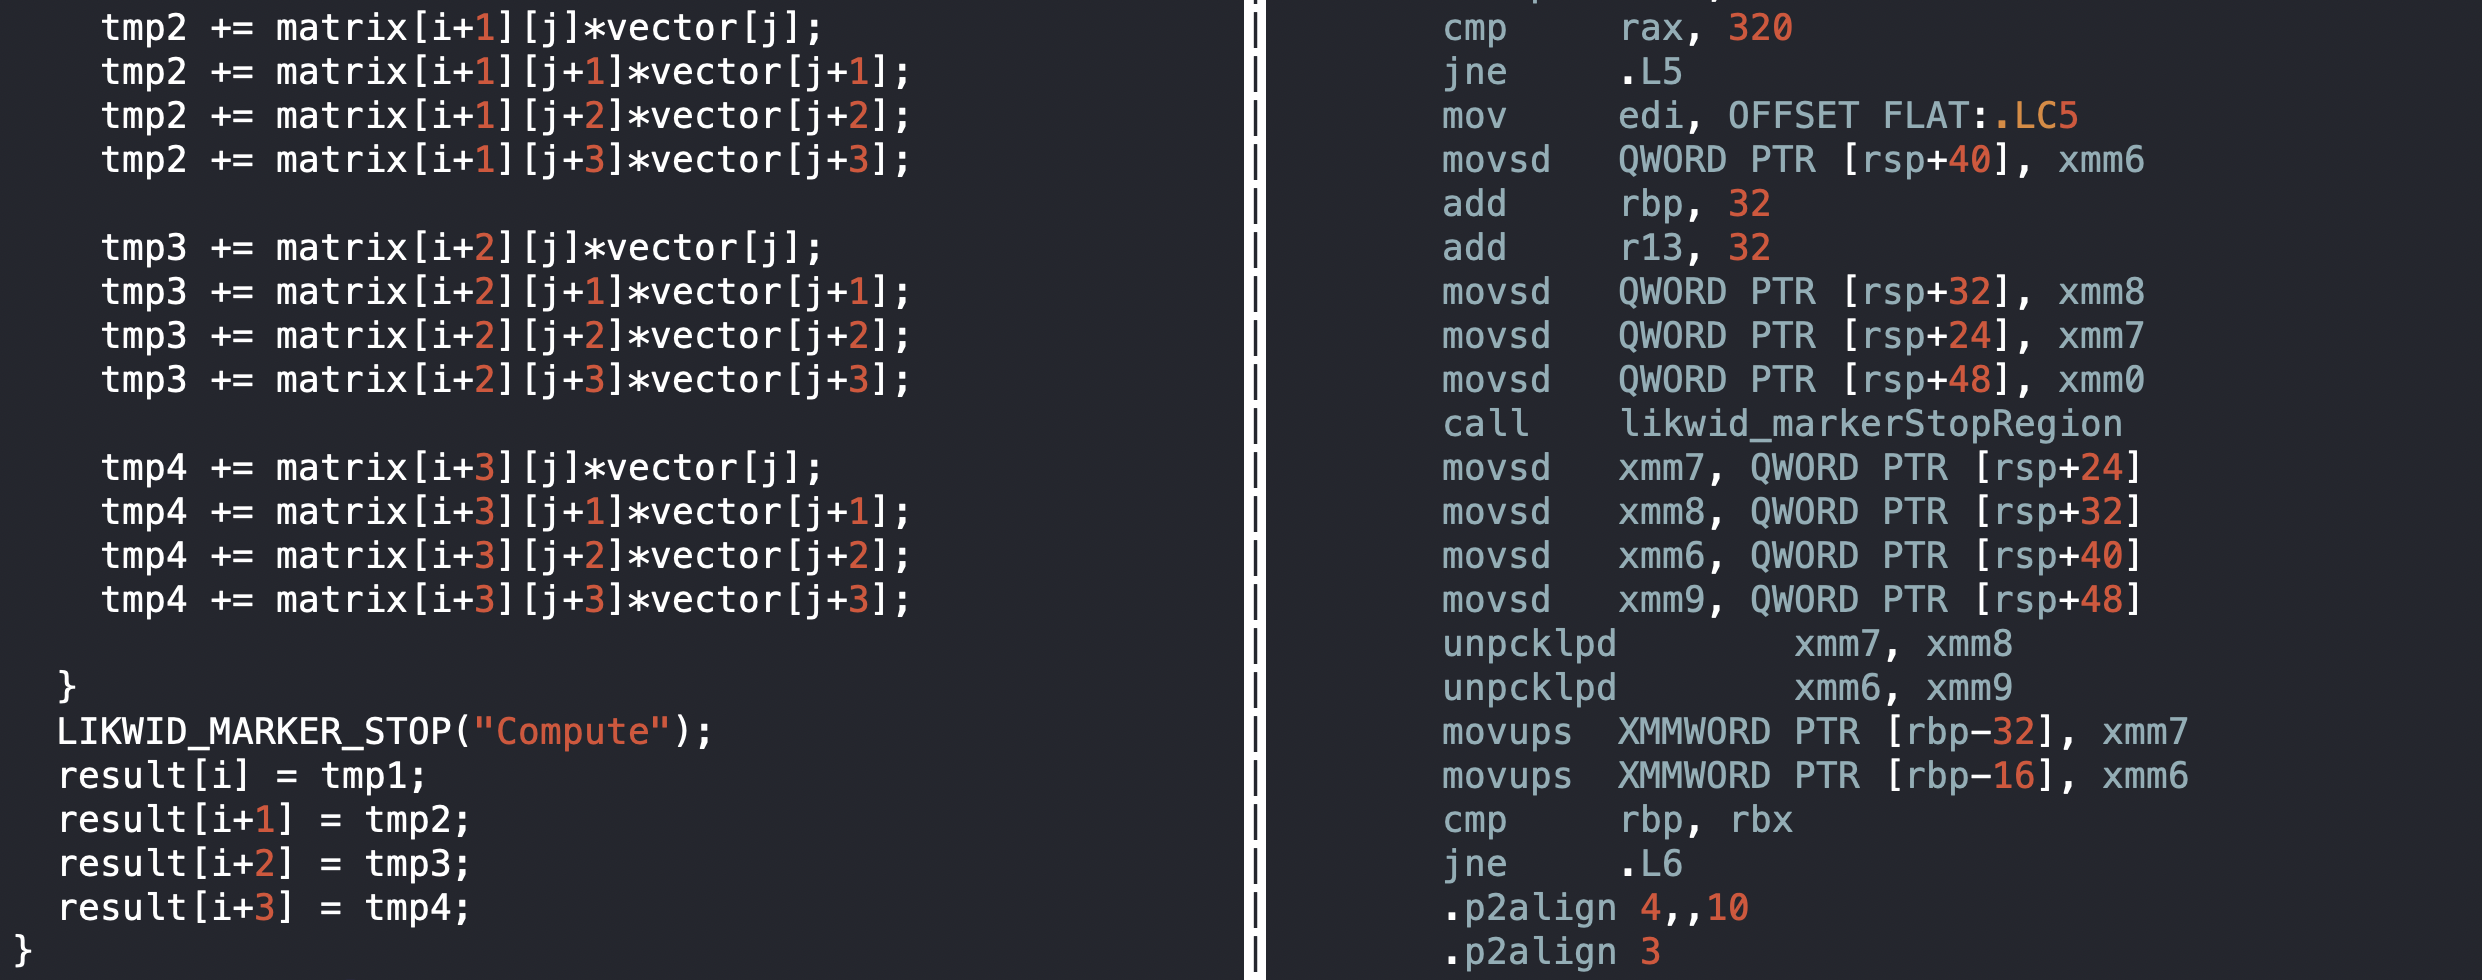 tmp2 += matrix[i+1][j]*vector[j];
tmp2 += matrix[i+1][j+1]*vector[j+1];
tmp2 += matrix[i+1][j+2]*vector[j+2];
tmp2 += matrix[i+1][j+3]*vector[j+3];
tmp3 += matrix[i+2][j]*vector[j];
tmp3 += matrix[i+2][j+1]*vector[j+1];
tmp3 += matrix[i+2][j+2]*vector[j+2];
tmp3 += matrix[i+2][j+3]*vector[j+3];
tmp4 += matrix[i+3][j]*vector[j];
tmp4 += matrix[i+3][j+1]*vector[j+1];
tmp4 += matrix[i+3][j+2]*vector[j+2];
tmp4 += matrix[i+3][j+3]*vector[j+3];
}
LIKWID_MARKER_STOP("Compute");
result[i] = tmp1;
result[i+1] = tmp2;
result[i+2] = tmp3;
result[i+3] = tmp4;
}
cmp rax, 320
jne .L5
mov edi, OFFSET FLAT:.LC5
movsd QWORD PTR [rsp+40], xmm6
add rbp, 32
add r13, 32
movsd QWORD PTR [rsp+32], xmm8
movsd QWORD PTR [rsp+24], xmm7
movsd QWORD PTR [rsp+48], xmm0
call likwid_markerStopRegion
movsd xmm7, QWORD PTR [rsp+24]
movsd xmm8, QWORD PTR [rsp+32]
movsd xmm6, QWORD PTR [rsp+40]
movsd xmm9, QWORD PTR [rsp+48]
unpcklpd xmm7, xmm8
unpcklpd xmm6, xmm9
movups XMMWORD PTR [rbp-32], xmm7
movups XMMWORD PTR [rbp-16], xmm6
cmp rbp, rbx
jne .L6
.p2align 4,,10
.p2align 3